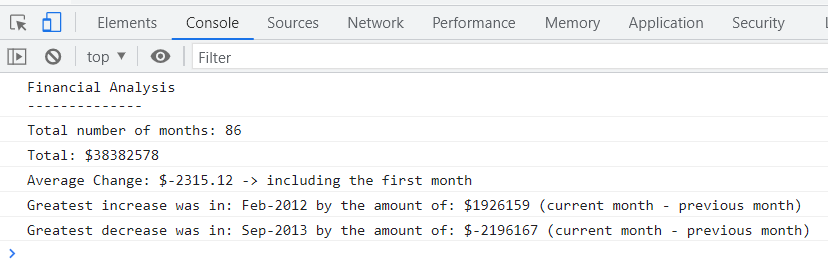 Elements Console Sources Network Performance Memory Application Security
top ▼ Filter
Financial Analysis
--------------
Total number of months: 86
Total: $38382578
Average Change: $-2315.12 -> including the first month
Greatest increase was in: Feb-2012 by the amount of: $1926159 (current month - previous month)
Greatest decrease was in: Sep-2013 by the amount of: $-2196167 (current month - previous month)
>